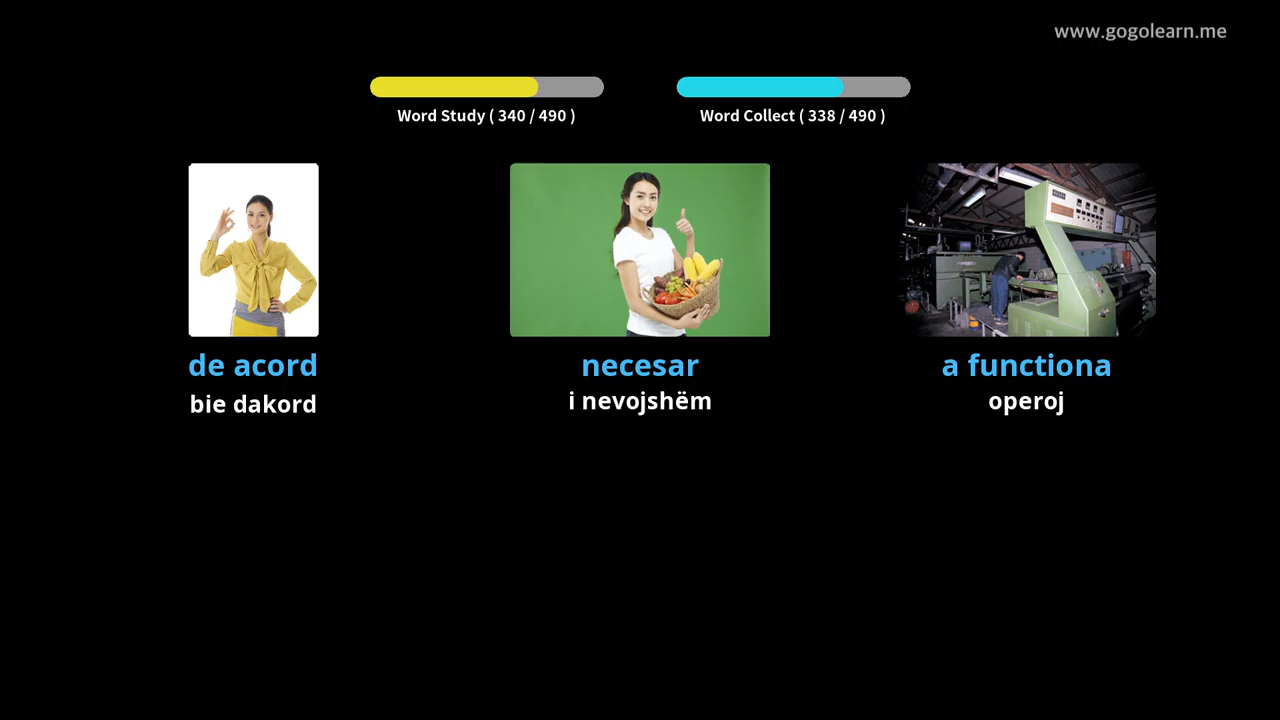 www.gogolearn.me
Word Study ( 340 / 490 )
Word Collect ( 338 / 490 )
de acord
bie dakord
necesar
i nevojshëm
a functiona
operoj